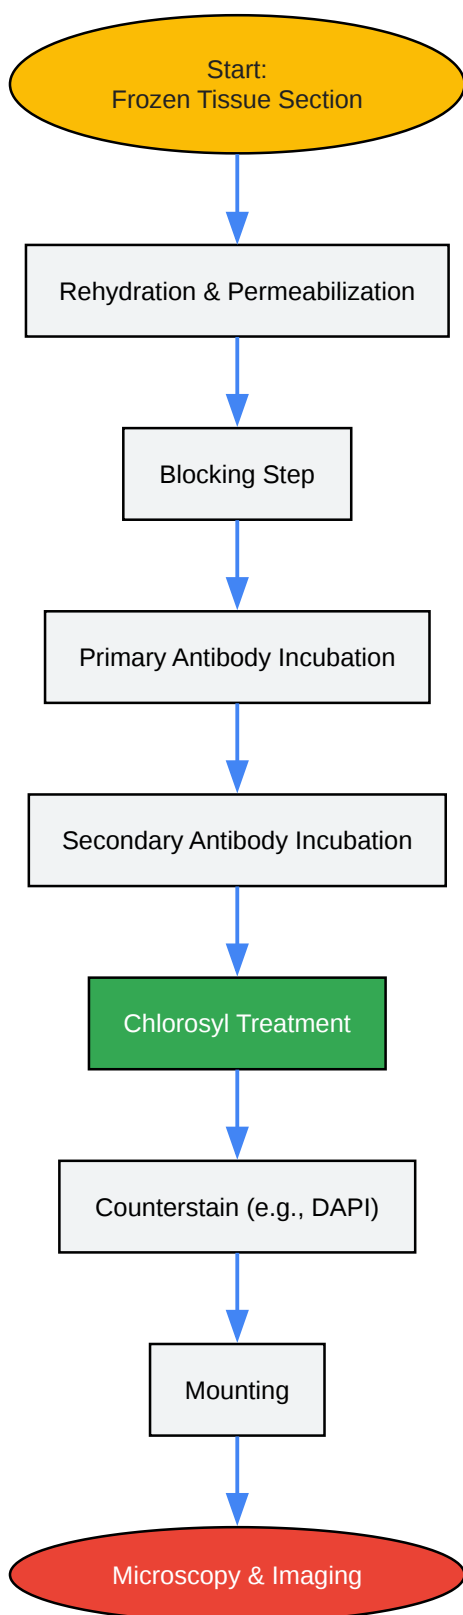 Start:
Frozen Tissue Section
Rehydration & Permeabilization
Blocking Step
Primary Antibody Incubation
Secondary Antibody Incubation
Chlorosyl Treatment
Counterstain (e.g., DAPI)
Mounting
Microscopy & Imaging